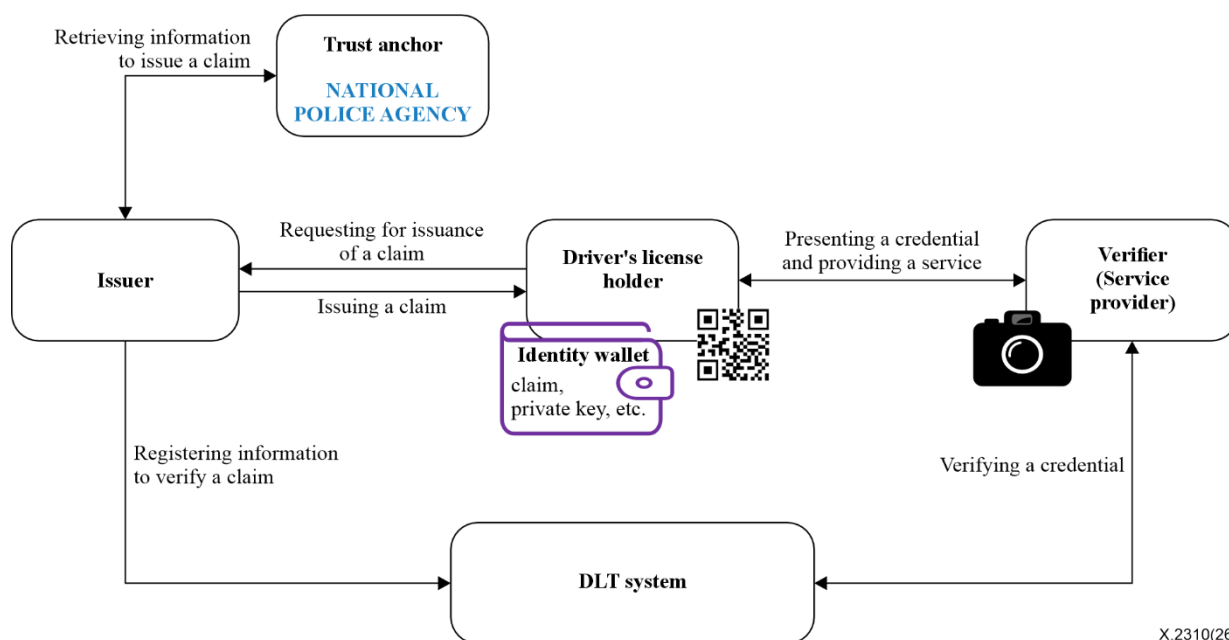 Retrieving information
to issue a claim
Trust anchor
NATIONAL
POLICE AGENCY
Issuer
Requesting for issuance
of a claim
Issuing a claim
Driver's license
holder
Identity wallet
claim,
private key, etc.
Presenting a credential
and providing a service
Verifier
(Service
provider)
Registering information
to verify a claim
Verifying a credential
DLT system
X.2310(26